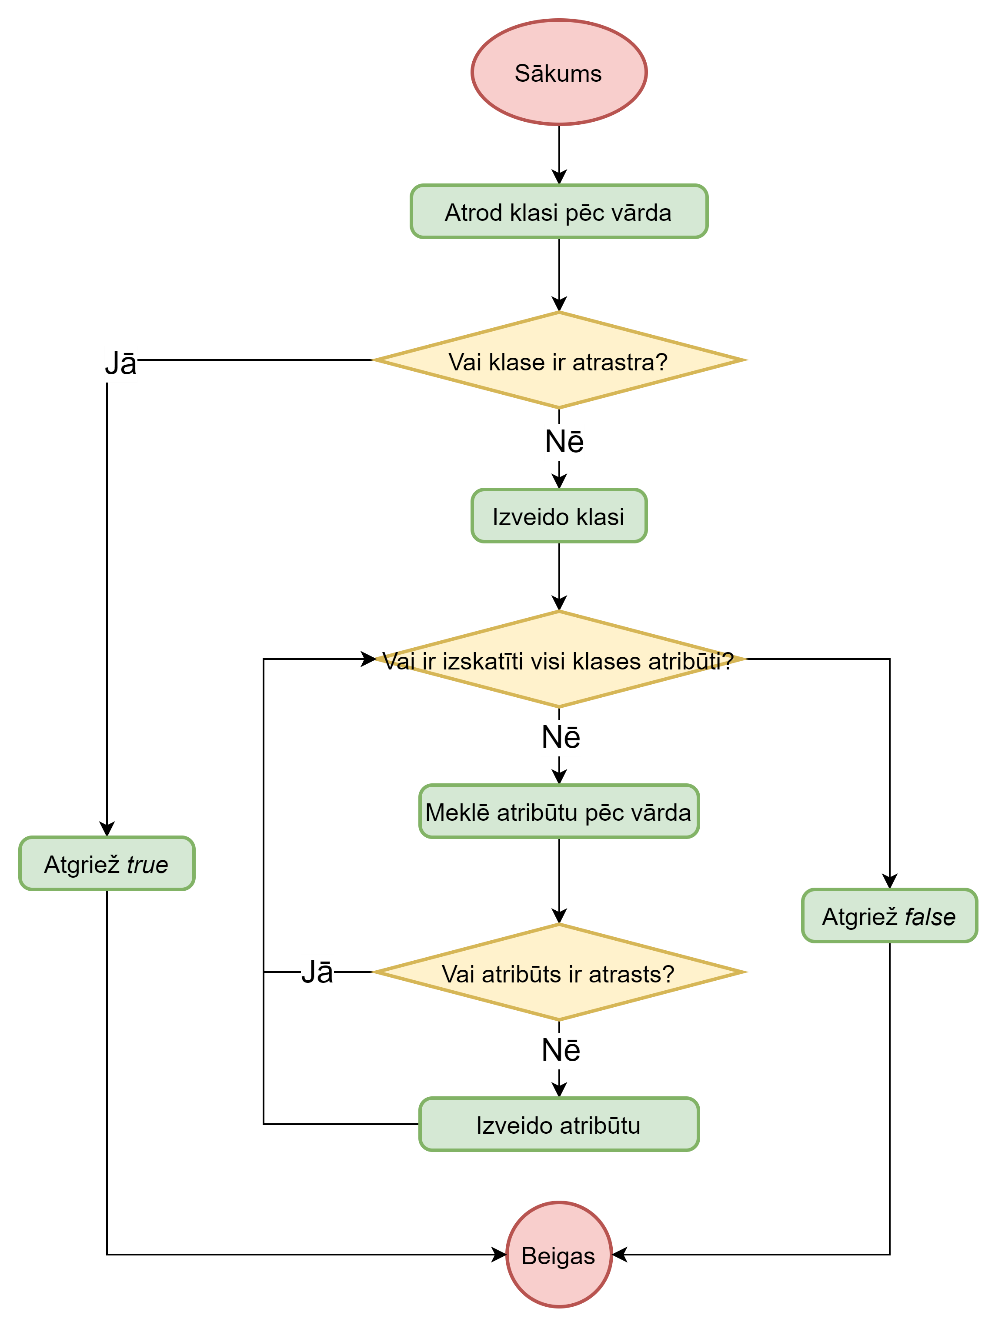 Sākums
Atrod klasi pēc vārda
Vai klase ir atrastra?
Jā
Nē
Izveido klasi
Vai ir izskatīti visi klases atribūti?
Nē
Meklē atribūtu pēc vārda
Atgriež true
Atgriež false
Vai atribūts ir atrasts?
Jā
Nē
Izveido atribūtu
Beigas